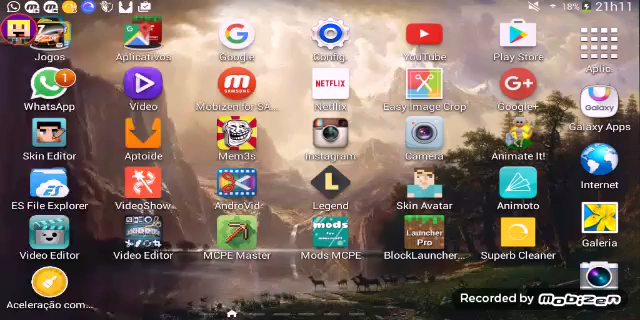 18% 21h11
Jogos Aplicativos Google Config. YouTube Play Store Aplic.
1 NETFLIX G+
WhatsApp Video Mobizen for SA... Netflix Easy Image Crop Google+ Galaxy Apps
Skin Editor Aptoide Mem3s Instagram Camera Animate It! Internet
ES File Explorer VideoShow AndroVid Legend Skin Avatar Animoto Galeria
mods Launcher Pro
Video Editor Video Editor MCPE Master Mods MCPE BlockLauncher... Superb Cleaner
Aceleração com...
Recorded by mobizen